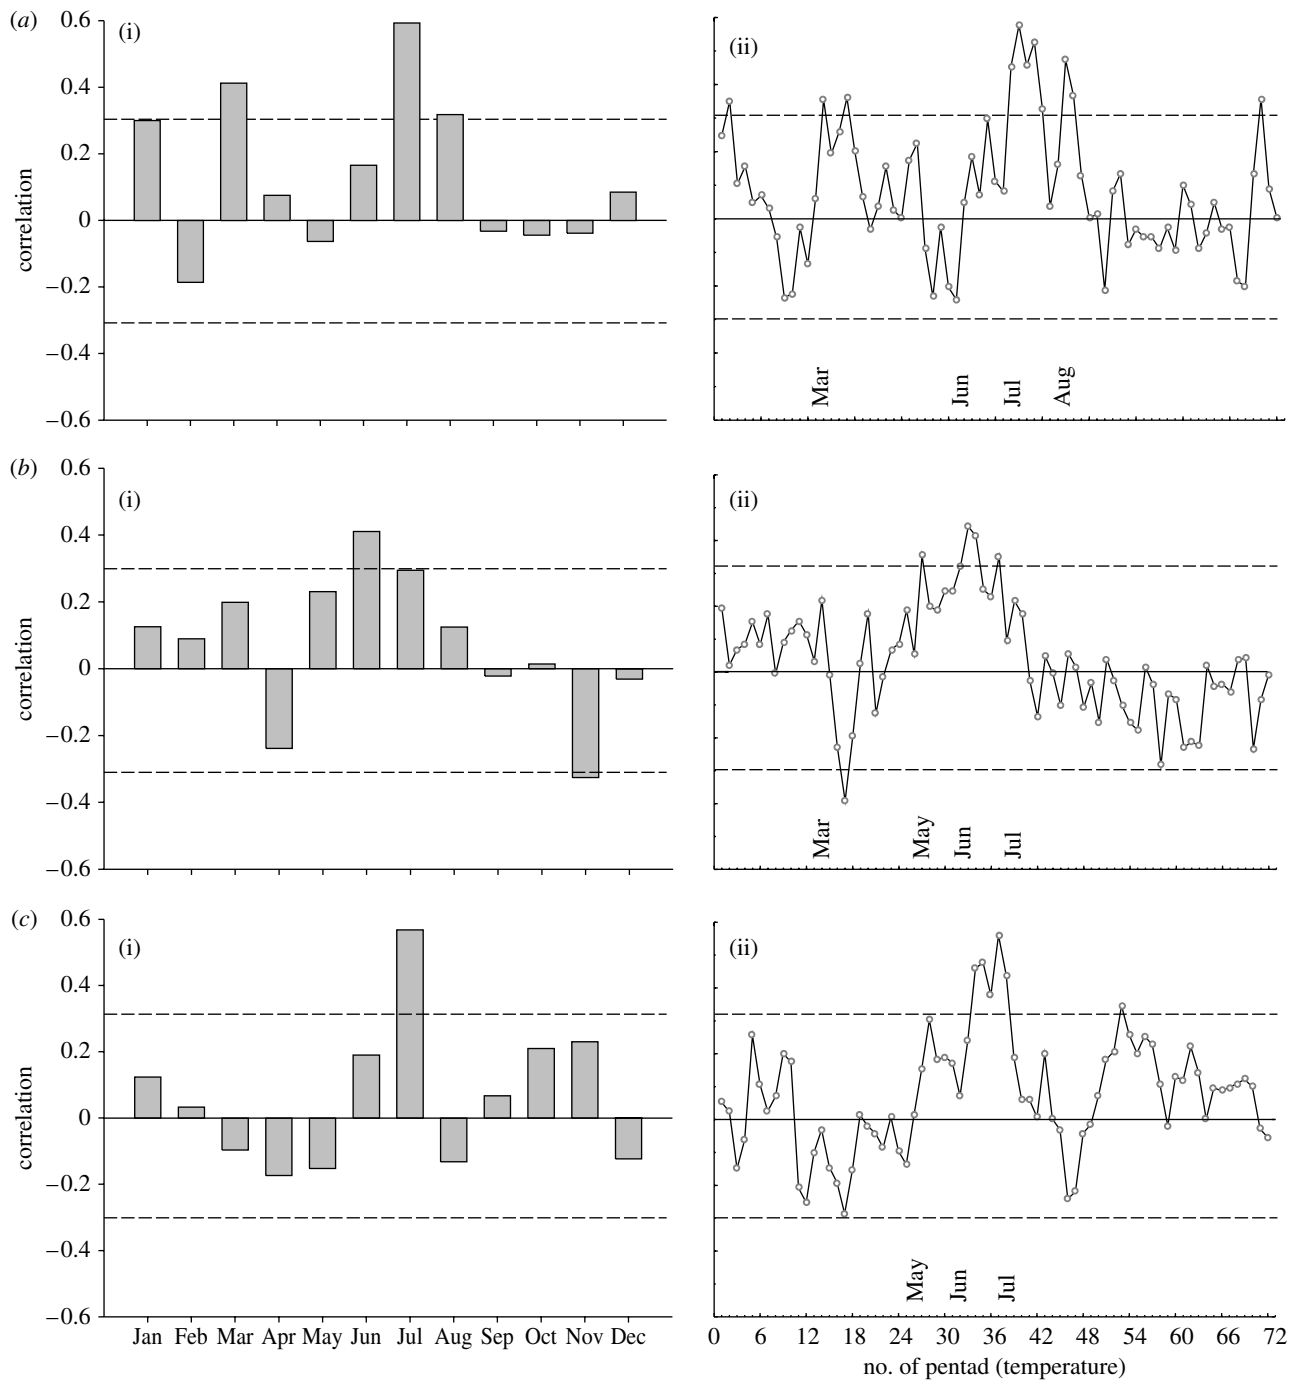 (a)
(i)
0.6
0.4
0.2
0
−0.2
−0.4
−0.6
correlation
(ii)
Mar
Jun
Jul
Aug
(b)
(i)
0.6
0.4
0.2
0
−0.2
−0.4
−0.6
correlation
(ii)
Mar
May
Jun
Jul
(c)
(i)
0.6
0.4
0.2
0
−0.2
−0.4
−0.6
correlation
Jan Feb Mar Apr May Jun Jul Aug Sep Oct Nov Dec
(ii)
May
Jun
Jul
0 6 12 18 24 30 36 42 54 60 66 72
no. of pentad (temperature)